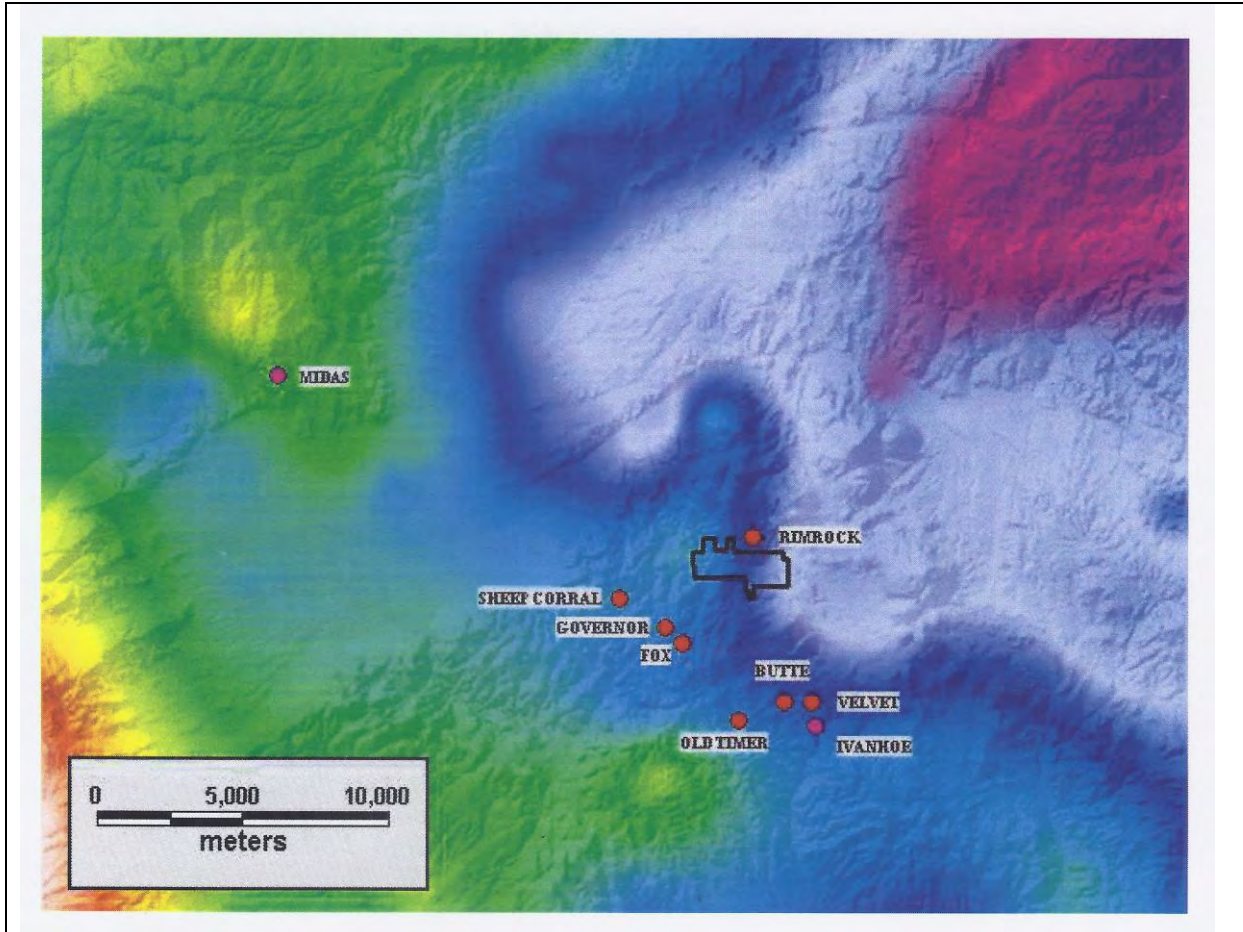 MIDAS
RIMROCK
SHEEP CORRAL
GOVERNOR
FOX
BUTTE
VELVET
OLD TIMER
IVANHOE
0 5,000 10,000
meters